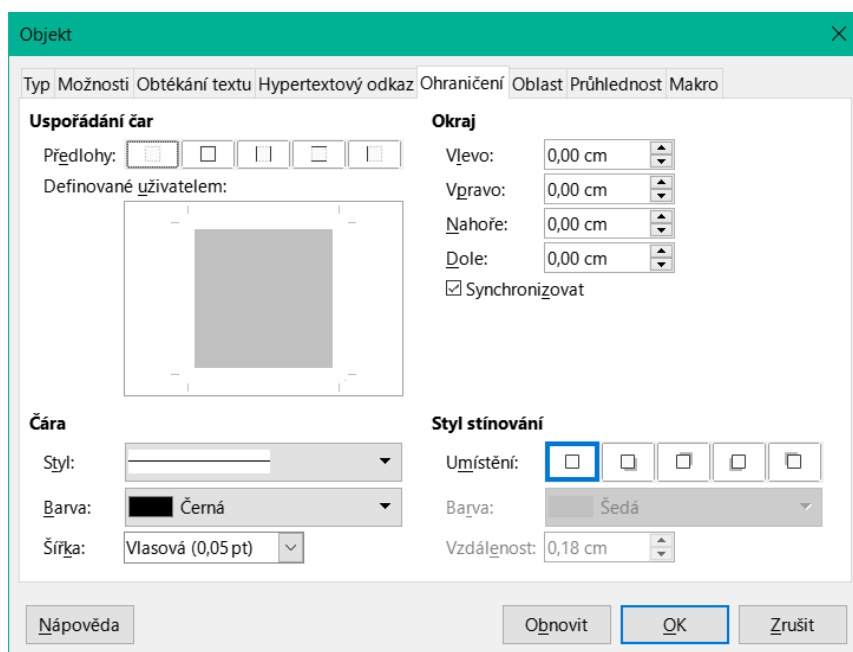 Objekt
Typ Možnosti Obtékání textu Hypertextový odkaz Ohraničení Oblast Průhlednost Makro
Uspořádání čar
Předlohy:
Definované uživatelem:
Okraj
Vlevo: 0,00 cm
Vpravo: 0,00 cm
Nahoře: 0,00 cm
Dole: 0,00 cm
Synchronizovat
Čára
Styl:
Barva: Černá
Šířka: Vlasová (0,05 pt)
Styl stínování
Umístění:
Barva: Šedá
Vzdálenost: 0,18 cm
Nápověda Obnovit OK Zrušit